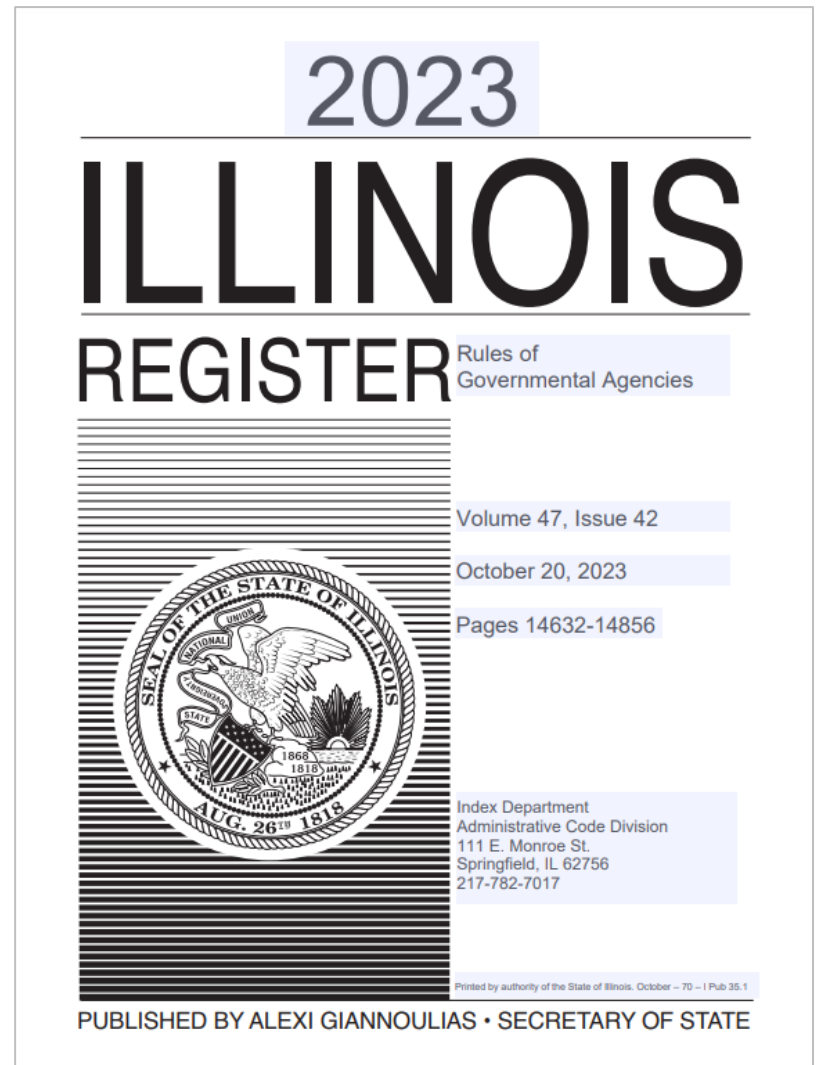 2023
ILLINOIS
REGISTER
Rules of
Governmental Agencies
Volume 47, Issue 42
October 20, 2023
Pages 14632-14856
SEAL OF THE STATE OF ILLINOIS
AUG. 26TH 1818
UNION
NATIONAL
SOVEREIGNTY
STATE
1868
1818
Index Department
Administrative Code Division
111 E. Monroe St.
Springfield, IL 62756
217-782-7017
Printed by authority of the State of Illinois. October – 70 – I Pub 35.1
PUBLISHED BY ALEXI GIANNOULIAS • SECRETARY OF STATE